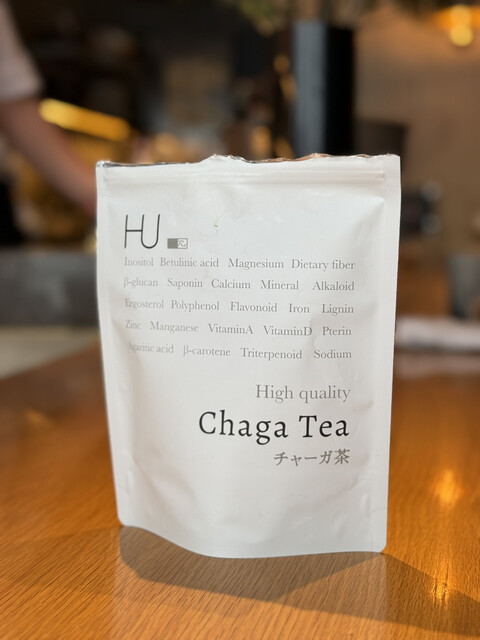 HU
Inositol Betulinic acid Magnesium Dietary fiber
β-glucan Saponin Calcium Mineral Alkaloid
Ergosterol Polyphenol Flavonoid Iron Lignin
Zinc Manganese VitaminA VitaminD Pterin
Agaric acid β-carotene Triterpenoid Sodium
High quality
Chaga Tea
チャーガ茶